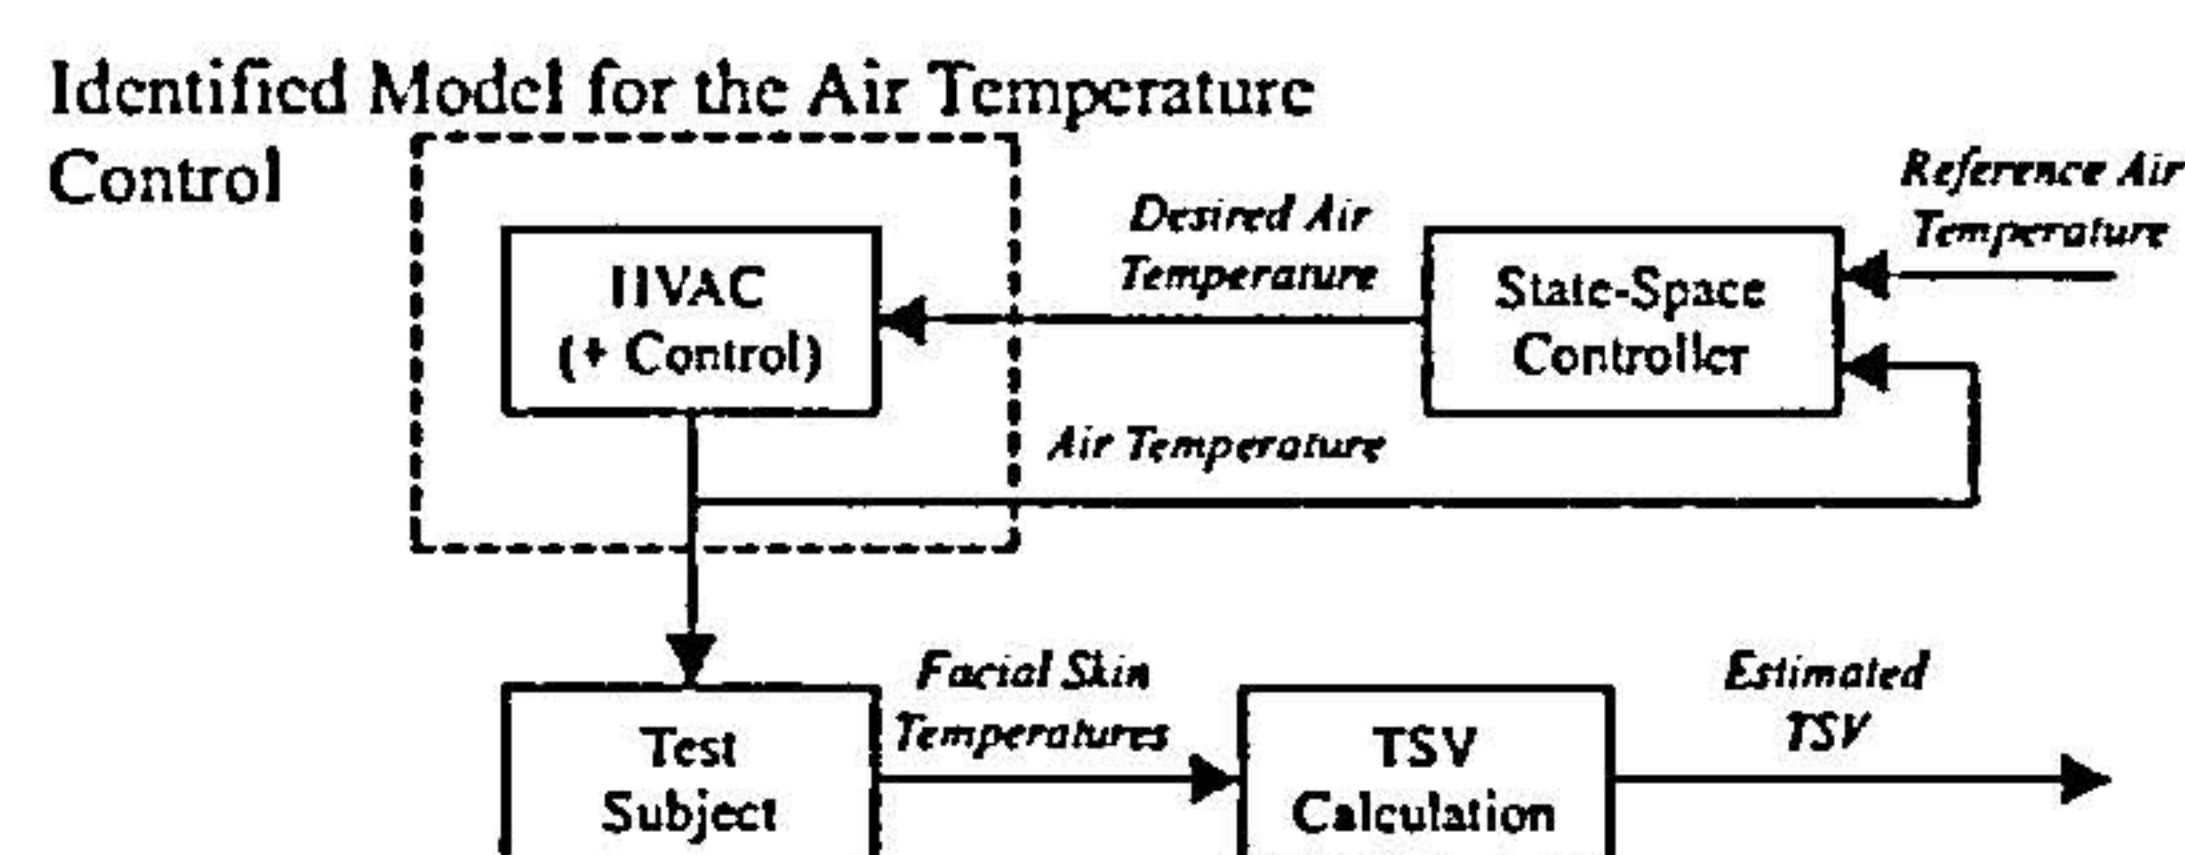 Identified Model for the Air Temperature
Control
Reference Air
Temperature
Desired Air
Temperature
HVAC
(+ Control)
State-Space
Controller
Air Temperature
Facial Skin
Temperatures
Estimated
TSV
Test
Subject
TSV
Calculation